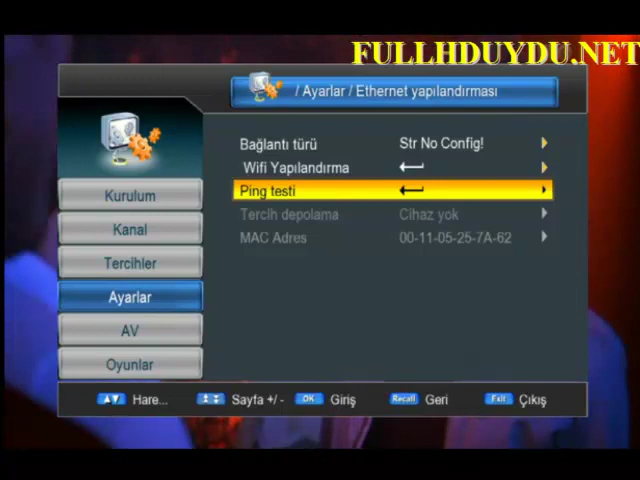 FULLHDUYDU.NET
/ Ayarlar / Ethernet yapılandırması
Bağlantı türü Str No Config!
Wifi Yapılandırma
Ping testi
Tercih depolama Cihaz yok
MAC Adres 00-11-05-25-7A-62
Kurulum
Kanal
Tercihler
Ayarlar
AV
Oyunlar
Hare... Sayfa +/- OK Giriş Recall Geri Exit Çıkış